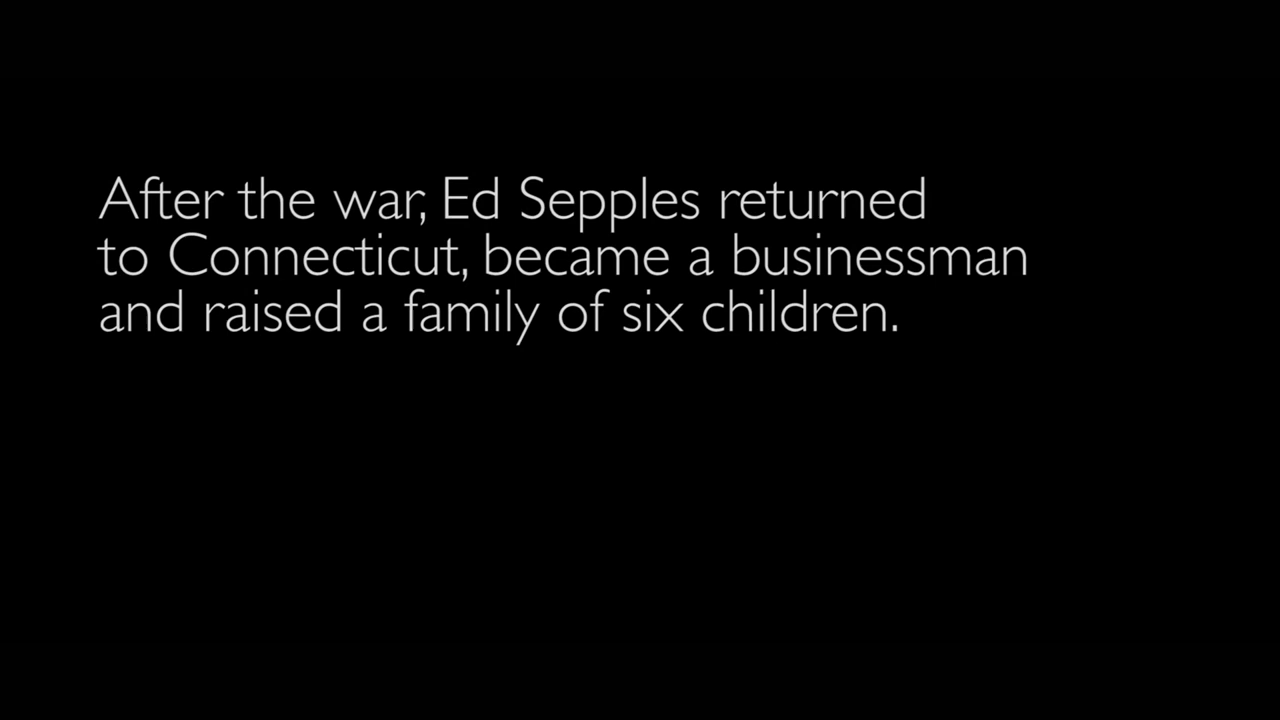 After the war, Ed Sepples returned
to Connecticut, became a businessman
and raised a family of six children.